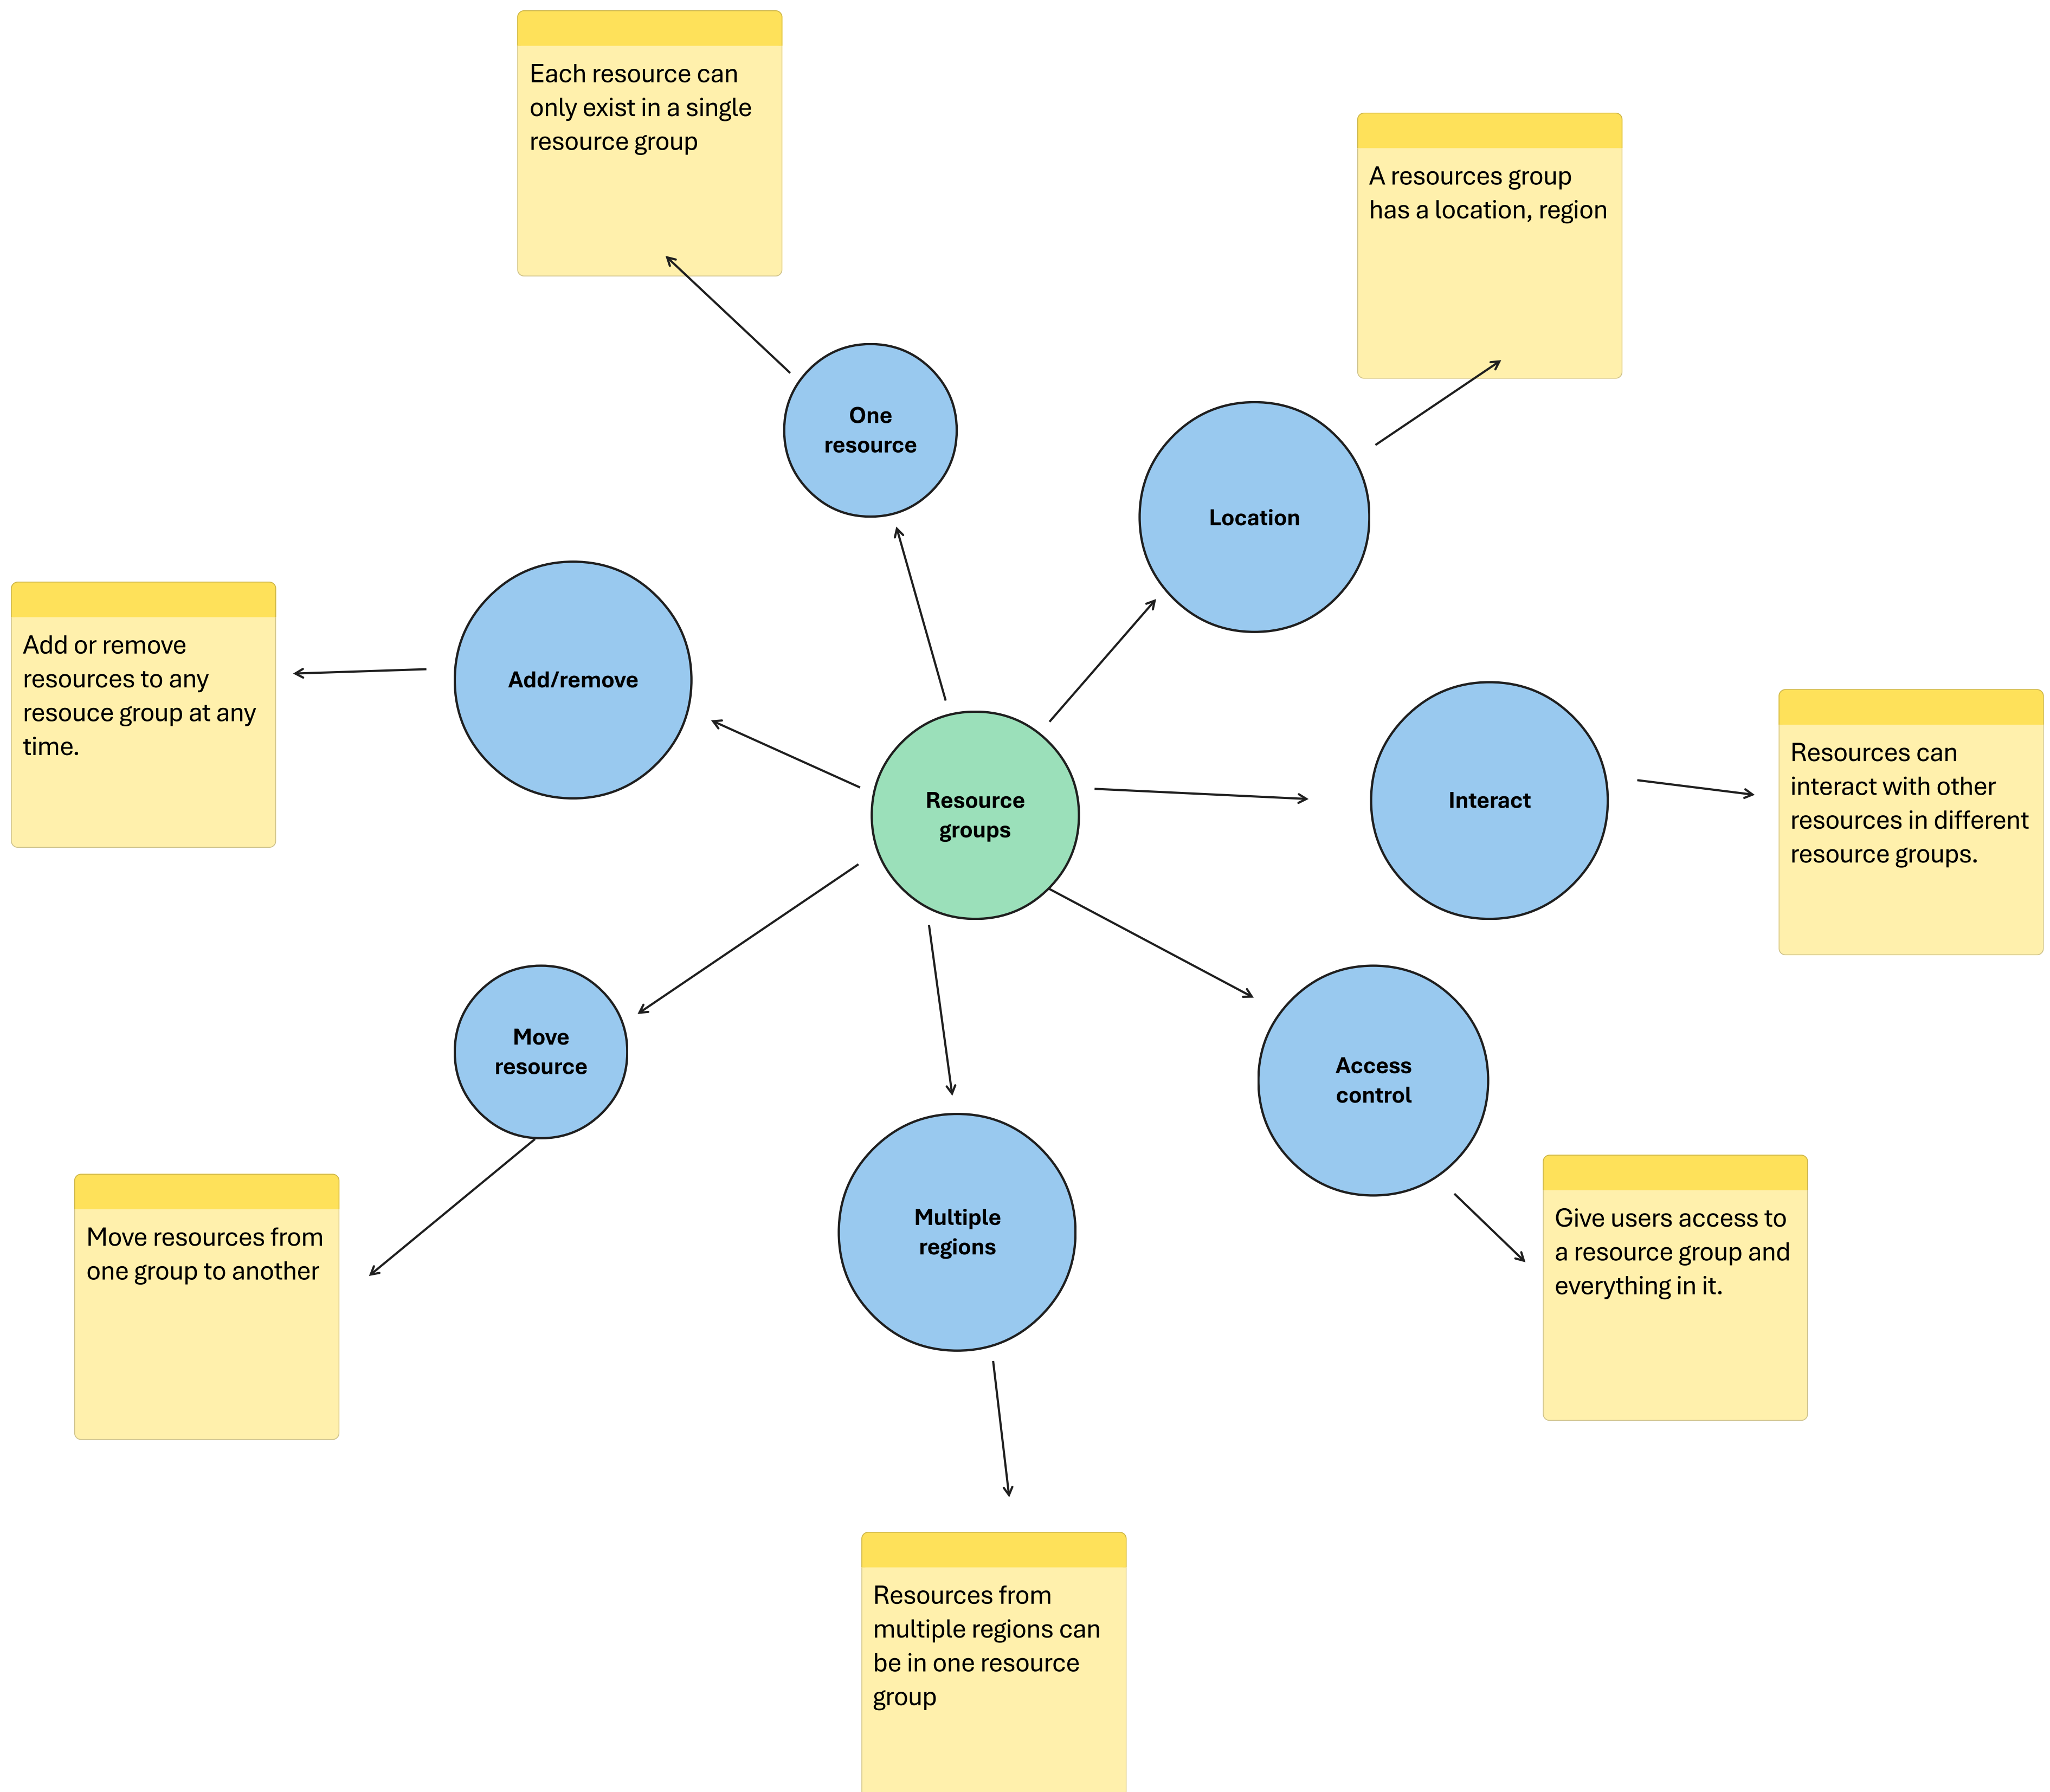 Each resource can
only exist in a single
resource group
A resources group
has a location, region
One
resource
Location
Add or remove
resources to any
resouce group at any
time.
Add/remove
Resource
groups
Interact
Resources can
interact with other
resources in different
resource groups.
Move
resource
Access
control
Move resources from
one group to another
Multiple
regions
Give users access to
a resource group and
everything in it.
Resources from
multiple regions can
be in one resource
group